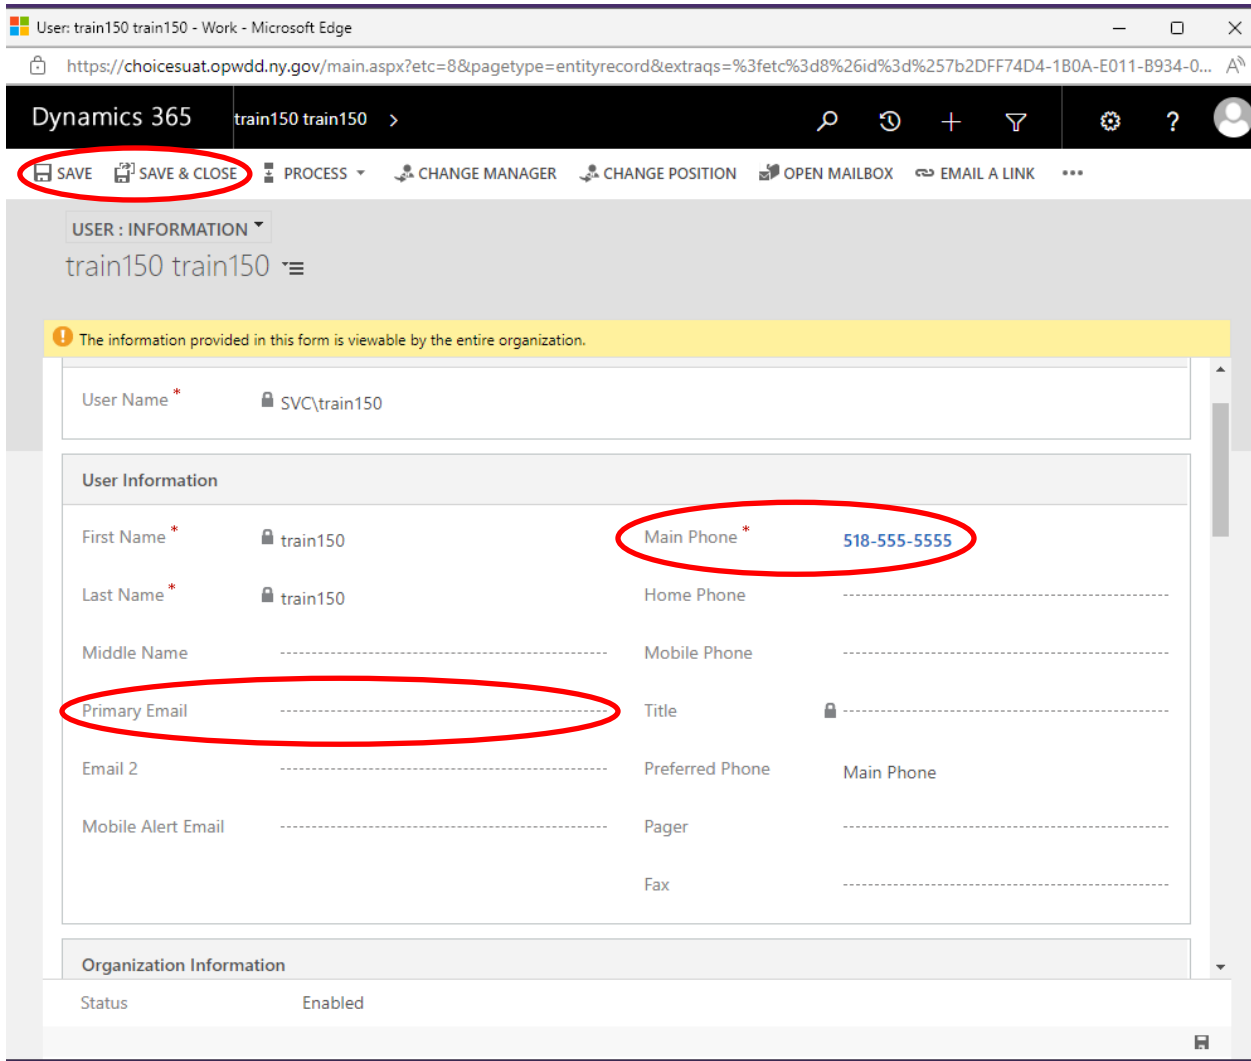 User: train150 train150 - Work - Microsoft Edge
https://choicesuat.opwdd.ny.gov/main.aspx?etc=8&pagetype=entityrecord&extraqs=%3fetc%3d8%26id%3d%257b2DFF74D4-1B0A-E011-B934-0... A
Dynamics 365 train150 train150 > ?
SAVE SAVE & CLOSE PROCESS CHANGE MANAGER CHANGE POSITION OPEN MAILBOX EMAIL A LINK ...
USER : INFORMATION
train150 train150
The information provided in this form is viewable by the entire organization.
User Name * SVC\train150
User Information
First Name * train150 Main Phone * 518-555-5555
Last Name * train150 Home Phone
Middle Name Mobile Phone
Primary Email Title
Email 2 Preferred Phone Main Phone
Mobile Alert Email Pager
Fax
Organization Information
Status Enabled